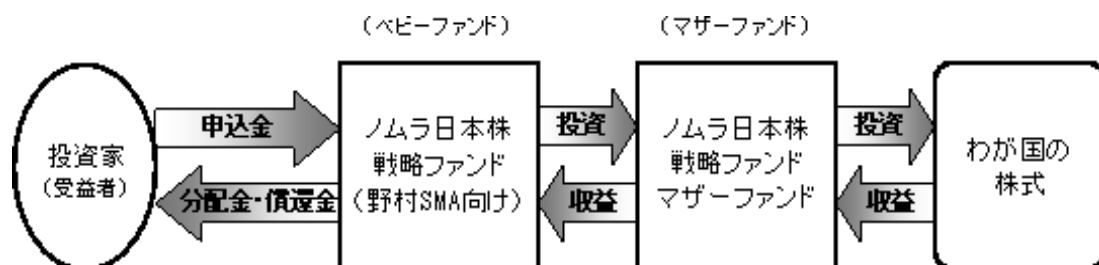 (ベビーファンド)
(マザーファンド)
投資家
(受益者)
申込金
分配金・償還金
ノムラ日本株
戦略ファンド
(野村SMA向け)
投資
収益
ノムラ日本株
戦略ファンド
マザーファンド
投資
収益
わが国の
株式